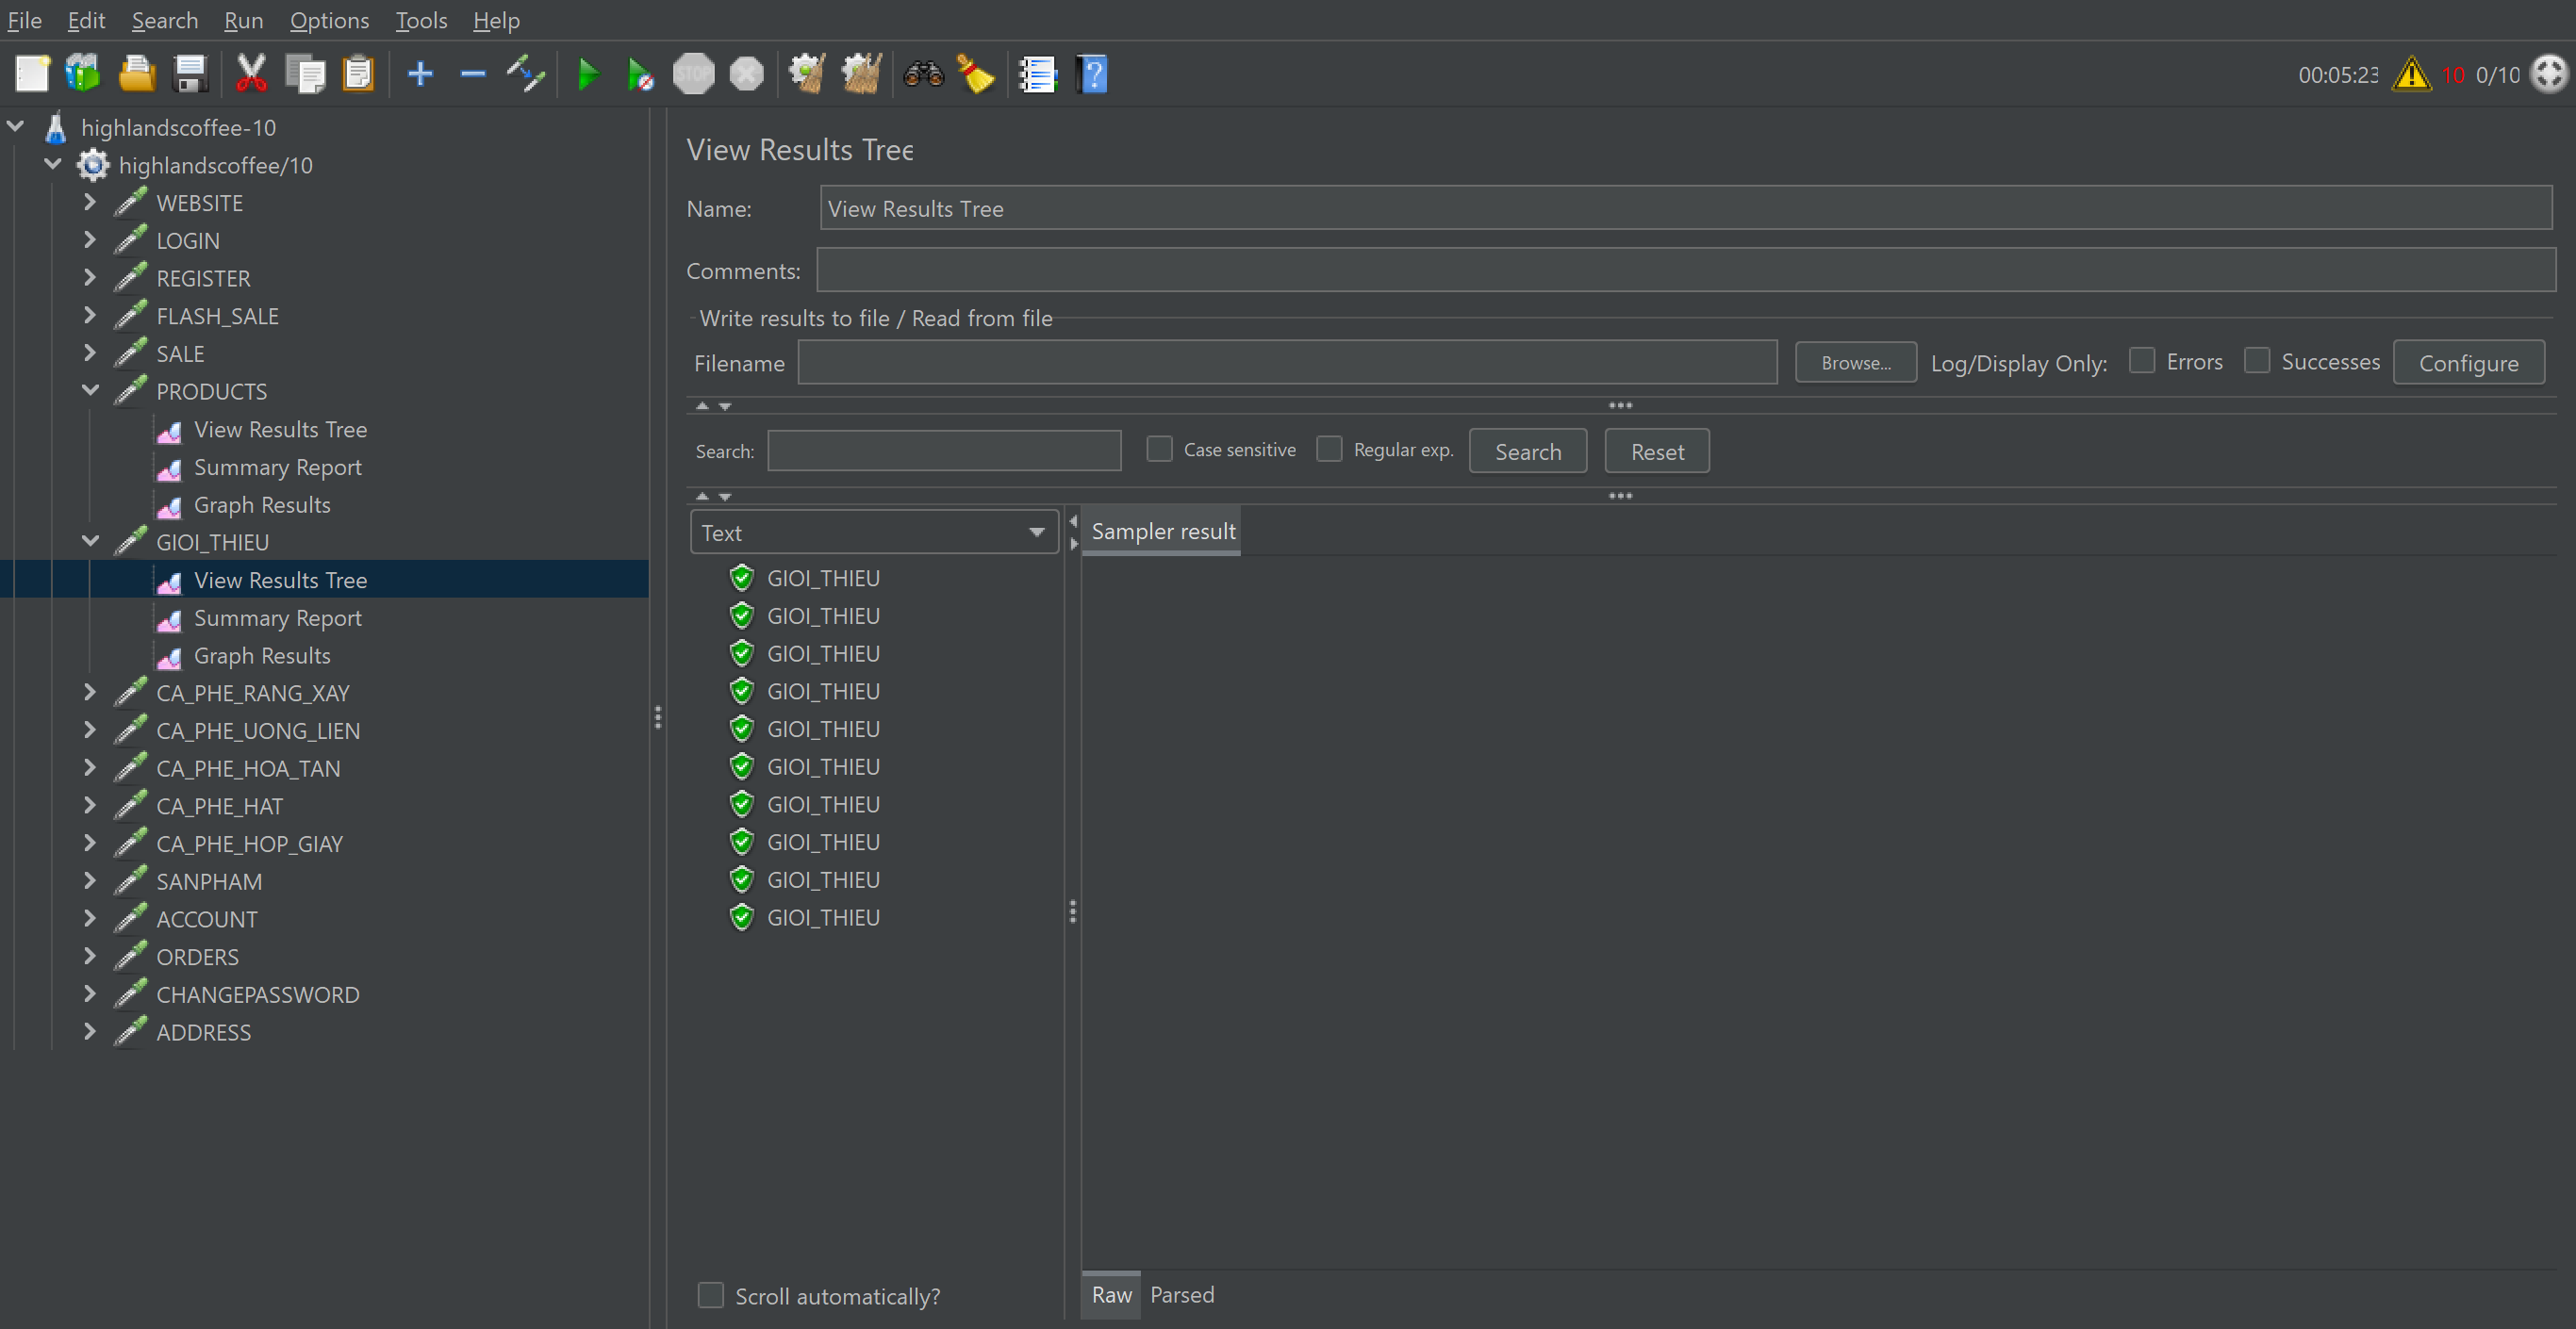 File Edit Search Run Options Tools Help
STOP
00:05:23 10 0/10
highlandscoffee-10
highlandscoffee/10
WEBSITE
LOGIN
REGISTER
FLASH_SALE
SALE
PRODUCTS
View Results Tree
Summary Report
Graph Results
GIOI_THIEU
View Results Tree
Summary Report
Graph Results
CA_PHE_RANG_XAY
CA_PHE_UONG_LIEN
CA_PHE_HOA_TAN
CA_PHE_HAT
CA_PHE_HOP_GIAY
SANPHAM
ACCOUNT
ORDERS
CHANGEPASSWORD
ADDRESS
View Results Tree
Name: View Results Tree
Comments:
Write results to file / Read from file
Filename Browse... Log/Display Only: Errors Successes Configure
Search: Case sensitive Regular exp. Search Reset
Text
Sampler result
GIOI_THIEU
GIOI_THIEU
GIOI_THIEU
GIOI_THIEU
GIOI_THIEU
GIOI_THIEU
GIOI_THIEU
GIOI_THIEU
GIOI_THIEU
GIOI_THIEU
Scroll automatically?
Raw Parsed